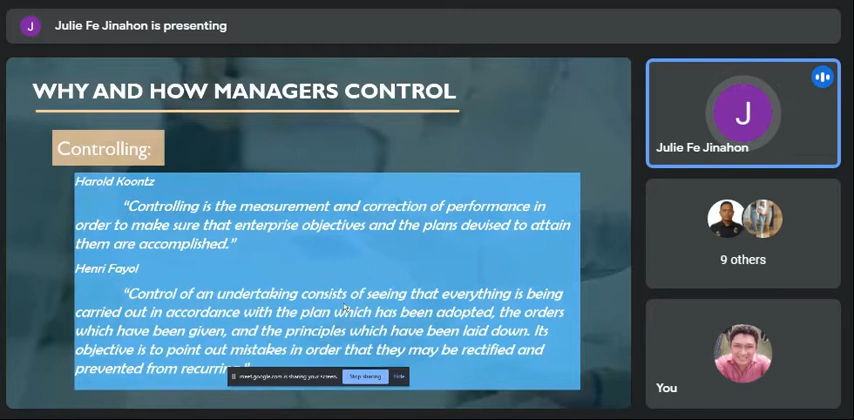 J
Julie Fe Jinahon is presenting
WHY AND HOW MANAGERS CONTROL
Controlling:
Harold Koontz
“Controlling is the measurement and correction of performance in
order to make sure that enterprise objectives and the plans devised to attain
them are accomplished.”
Henri Fayol
“Control of an undertaking consists of seeing that everything is being
carried out in accordance with the plan which has been adopted, the orders
which have been given, and the principles which have been laid down. Its
objective is to point out mistakes in order that they may be rectified and
prevented from recurring."
meet.google.com is sharing your screen.
Stop sharing
Hide
J
Julie Fe Jinahon
9 others
You